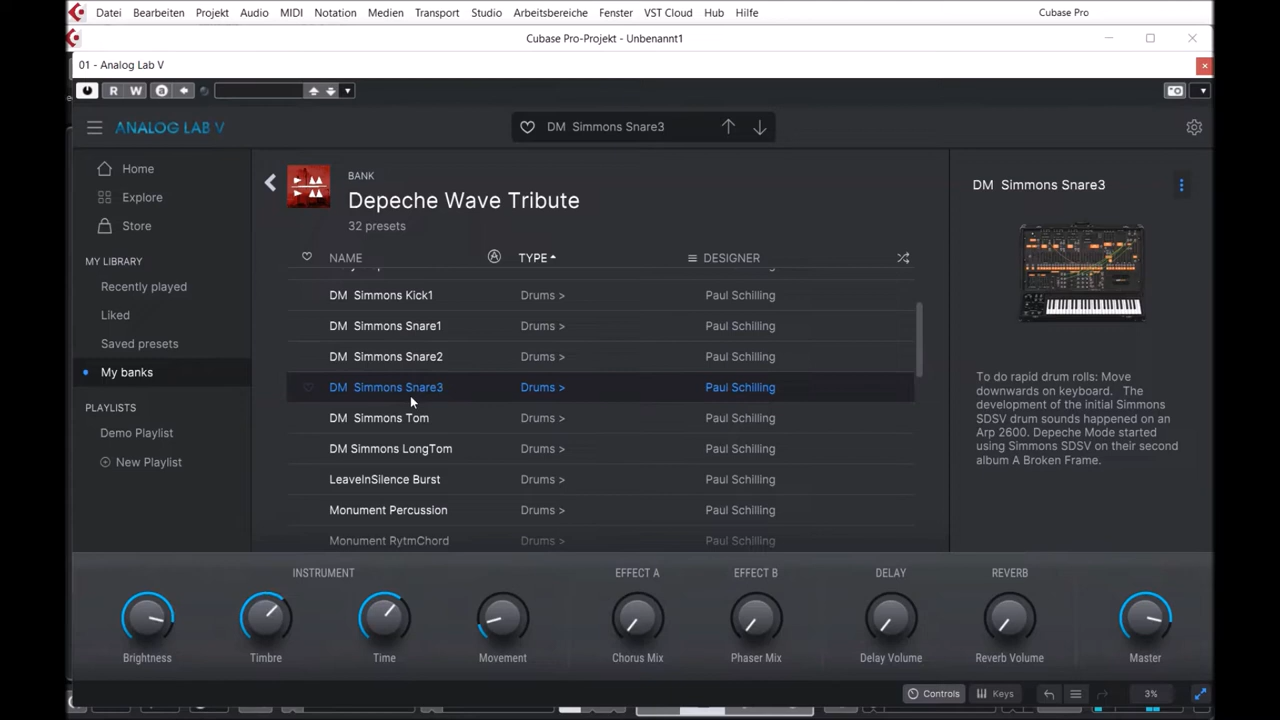 Datei Bearbeiten Projekt Audio MIDI Notation Medien Transport Studio Arbeitsbereiche Fenster VST Cloud Hub Hilfe Cubase Pro
Cubase Pro-Projekt - Unbenannt1
01 - Analog Lab V
R W a
ANALOG LAB V
DM Simmons Snare3
Home
Explore
Store
MY LIBRARY
Recently played
Liked
Saved presets
My banks
PLAYLISTS
Demo Playlist
New Playlist
BANK
Depeche Wave Tribute
32 presets
NAME TYPE DESIGNER
DM Simmons Kick1 Drums > Paul Schilling
DM Simmons Snare1 Drums > Paul Schilling
DM Simmons Snare2 Drums > Paul Schilling
DM Simmons Snare3 Drums > Paul Schilling
DM Simmons Tom Drums > Paul Schilling
DM Simmons LongTom Drums > Paul Schilling
LeaveInSilence Burst Drums > Paul Schilling
Monument Percussion Drums > Paul Schilling
Monument RytmChord Drums > Paul Schilling
DM Simmons Snare3
To do rapid drum rolls: Move
downwards on keyboard. The
development of the initial Simmons
SDSV drum sounds happened on an
Arp 2600. Depeche Mode started
using Simmons SDSV on their second
album A Broken Frame.
INSTRUMENT EFFECT A EFFECT B DELAY REVERB
Brightness Timbre Time Movement Chorus Mix Phaser Mix Delay Volume Reverb Volume Master
Controls Keys 3%